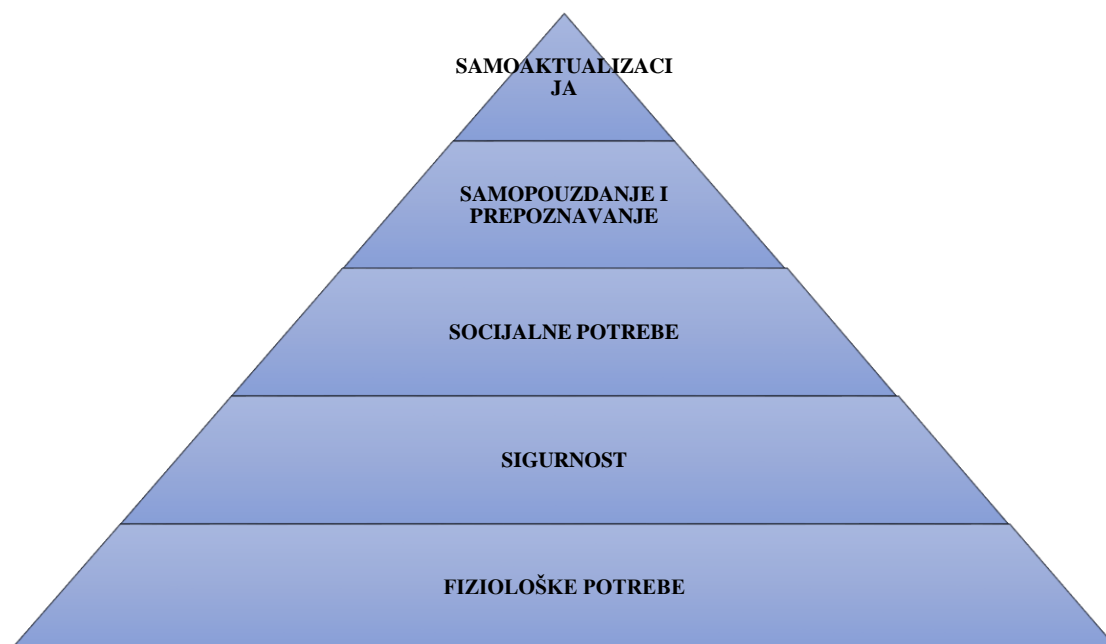 SAMOAKTUALIZACI
JA
SAMOPOUZDANJE I
PREPOZNAVANJE
SOCIJALNE POTREBE
SIGURNOST
FIZIOLOŠKE POTREBE